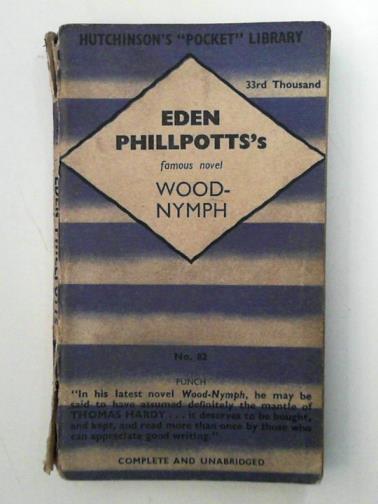 HUTCHINSON'S "POCKET" LIBRARY
33rd Thousand
EDEN
PHILLPOTTS's
famous novel
WOOD-
NYMPH
No. 82
PUNCH
"In his latest novel Wood-Nymph, he may be
said to have assumed definitely the mantle of
THOMAS HARDY . . . it deserves to be bought,
and kept, and read more than once by those who
can appreciate good writing."
COMPLETE AND UNABRIDGED
EDEN